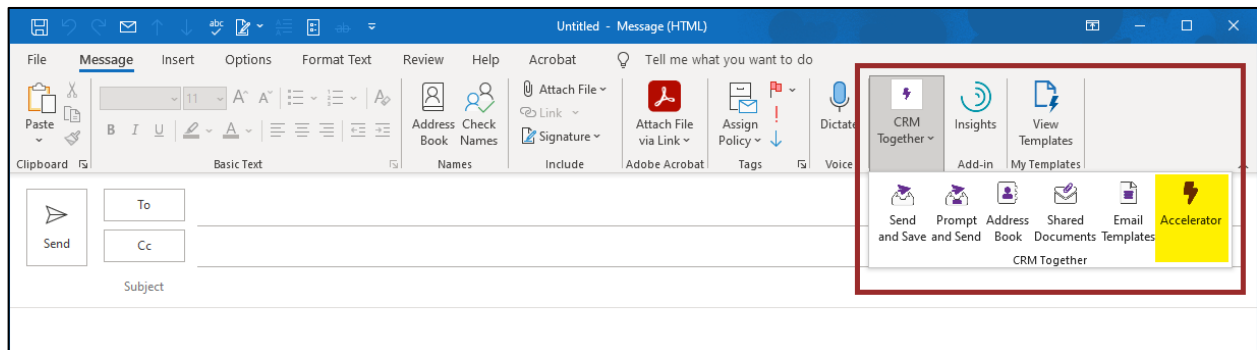 abc Untitled - Message (HTML)
File Message Insert Options Format Text Review Help Acrobat Tell me what you want to do
Paste
11 A A A
B I U A
Address Book
Check Names
Attach File
Link
Signature
Attach File via Link
Assign Policy
Dictate
CRM Together
Insights
View Templates
Clipboard Basic Text Names Include Adobe Acrobat Tags Voice Add-in My Templates
Send and Save
Prompt and Send
Address Book
Shared Documents
Email Templates
Accelerator
CRM Together
Send
To
Cc
Subject